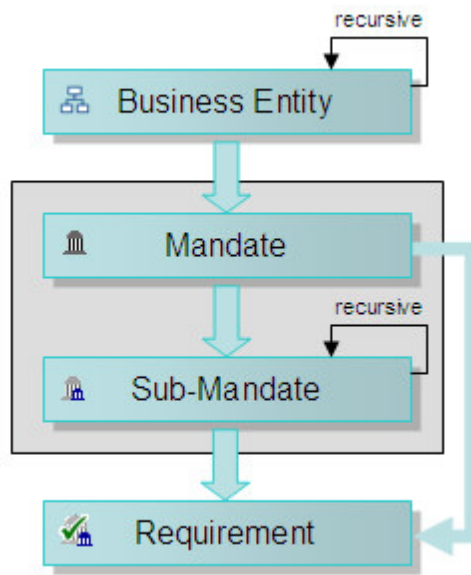 recursive
Business Entity
Mandate
recursive
Sub-Mandate
Requirement